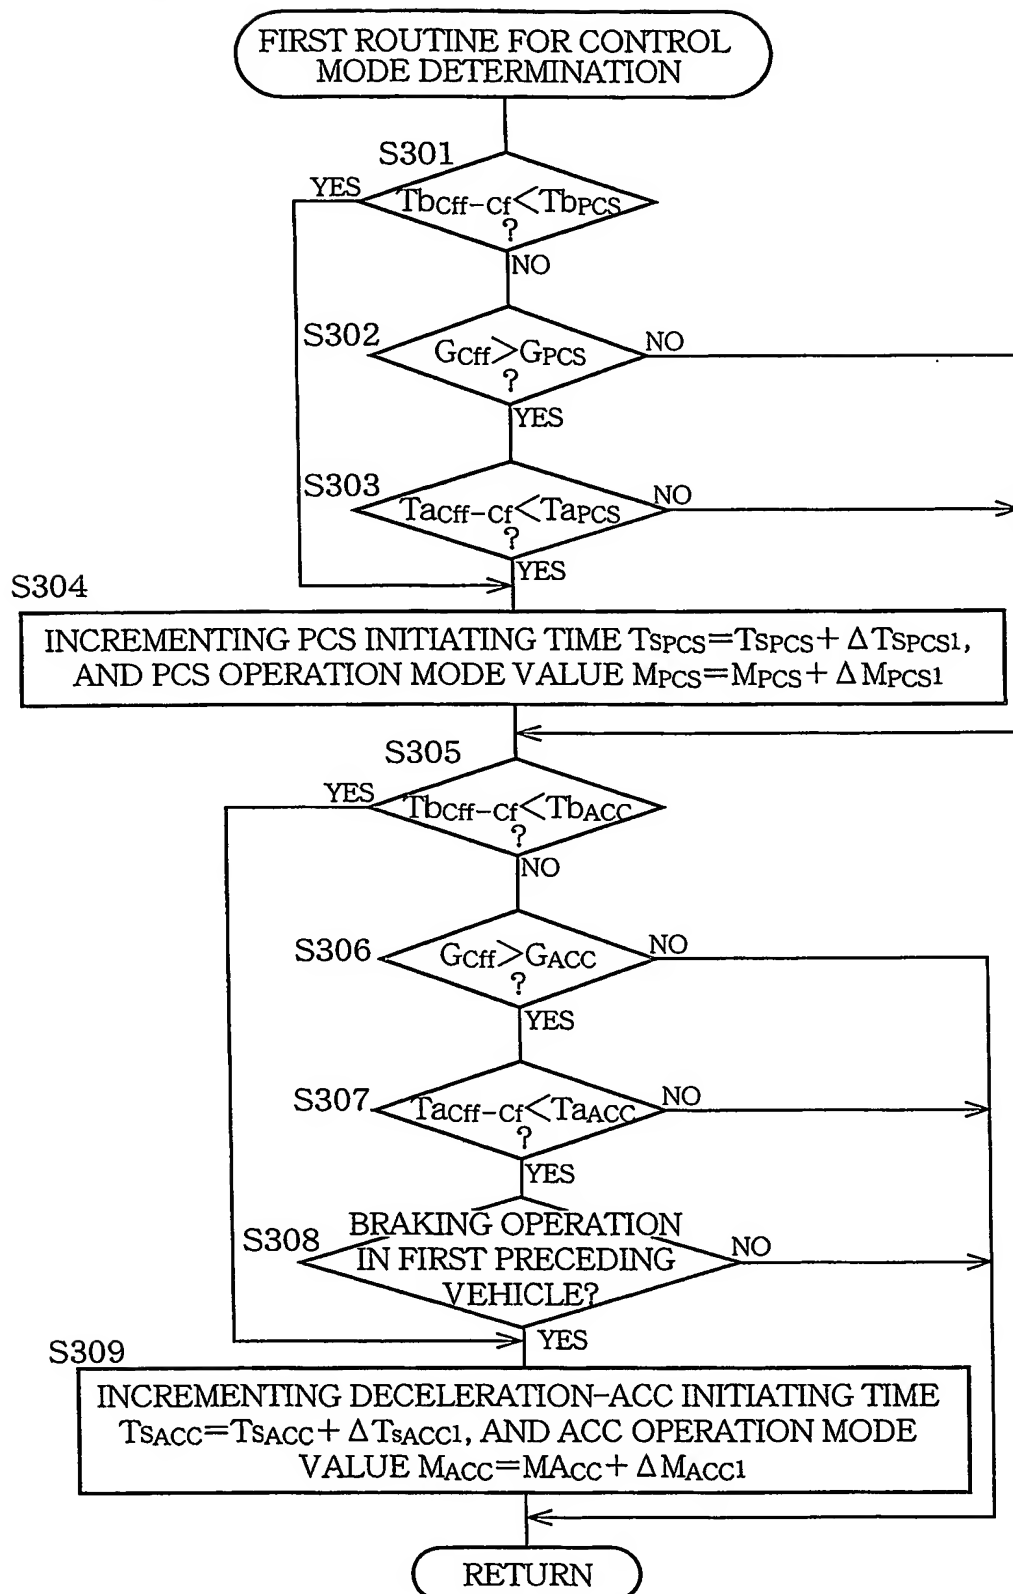 FIRST ROUTINE FOR CONTROL
MODE DETERMINATION
S301
YES
TbCff-Cf<TbPCS
?
NO
S302
GCff>GPCS
?
NO
YES
S303
TaCff-Cf<TaPCS
?
NO
YES
S304
INCREMENTING PCS INITIATING TIME TsPCS=TsPCS+ΔTsPCS1,
AND PCS OPERATION MODE VALUE MPCS=MPCS+ΔMPCS1
S305
YES
TbCff-Cf<TbACC
?
NO
S306
GCff>GACC
?
NO
YES
S307
TaCff-Cf<TaACC
?
NO
YES
S308
BRAKING OPERATION
IN FIRST PRECEDING
VEHICLE?
NO
YES
S309
INCREMENTING DECELERATION-ACC INITIATING TIME
TsACC=TsACC+ΔTsACC1, AND ACC OPERATION MODE
VALUE MACC=MACC+ΔMACC1
RETURN